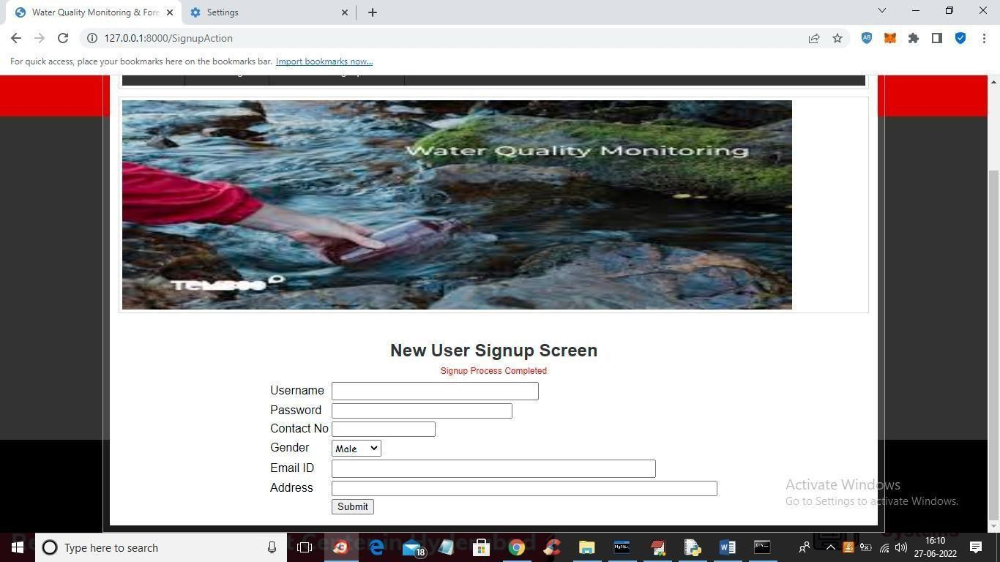 Water Quality Monitoring & Fore
Settings
127.0.0.1:8000/SignupAction
For quick access, place your bookmarks here on the bookmarks bar. Import bookmarks now...
Water Quality Monitoring
New User Signup Screen
Signup Process Completed
Username
Password
Contact No
Gender
Male
Email ID
Address
Submit
Activate Windows
Go to Settings to activate Windows.
Type here to search
18
MySQL
16:10
27-06-2022